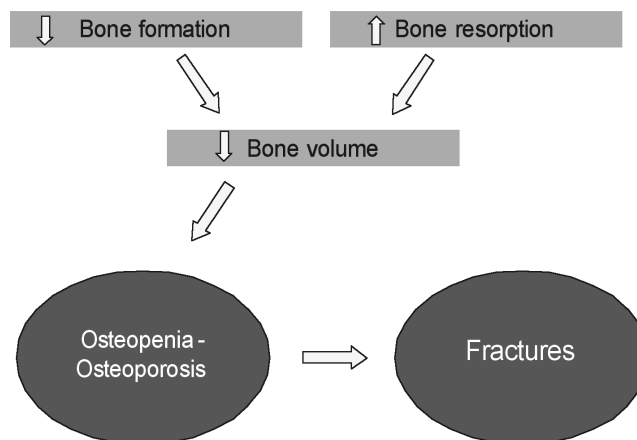 Bone formation
Bone resorption
Bone volume
Osteopenia -
Osteoporosis
Fractures